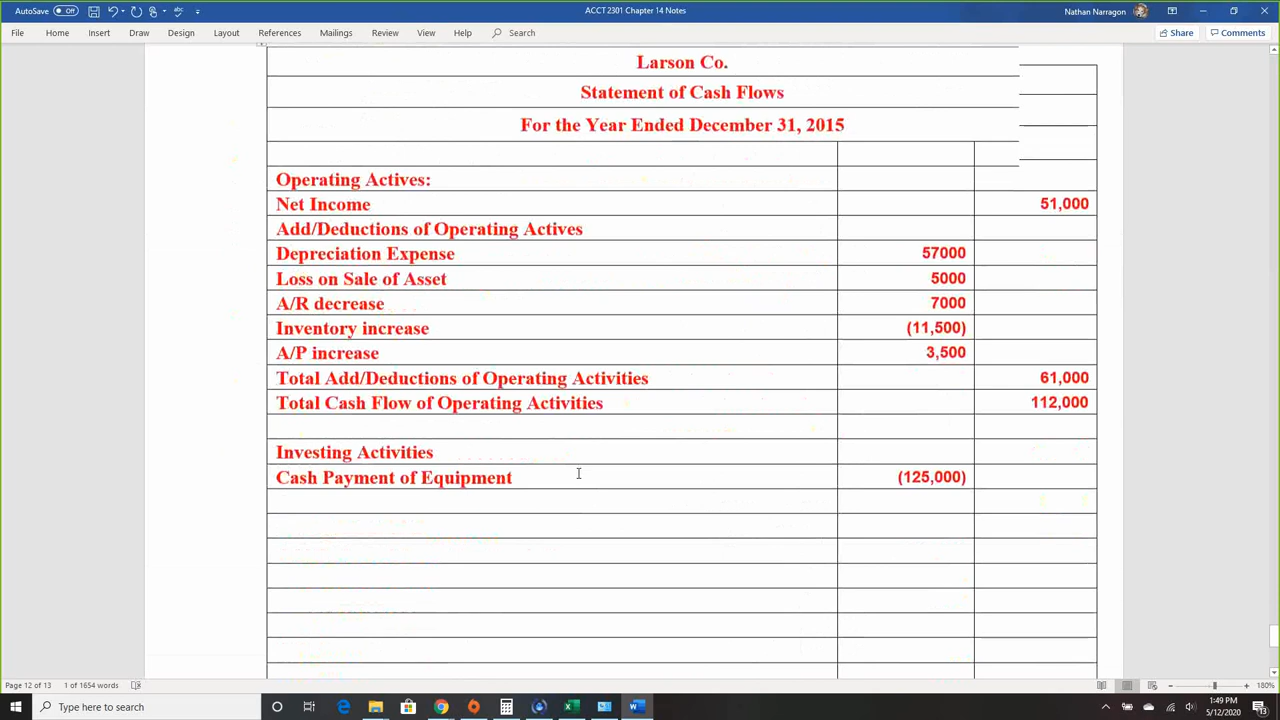 AutoSave Off ACCT 2301 Chapter 14 Notes Nathan Narragon
File Home Insert Draw Design Layout References Mailings Review View Help Search Share Comments
Larson Co.
Statement of Cash Flows
For the Year Ended December 31, 2015
Operating Actives:
Net Income 51,000
Add/Deductions of Operating Actives
Depreciation Expense 57000
Loss on Sale of Asset 5000
A/R decrease 7000
Inventory increase (11,500)
A/P increase 3,500
Total Add/Deductions of Operating Activities 61,000
Total Cash Flow of Operating Activities 112,000
Investing Activities
Cash Payment of Equipment (125,000)
Page 12 of 13 1 of 1654 words 180%
Type here to search 1:49 PM
5/12/2020